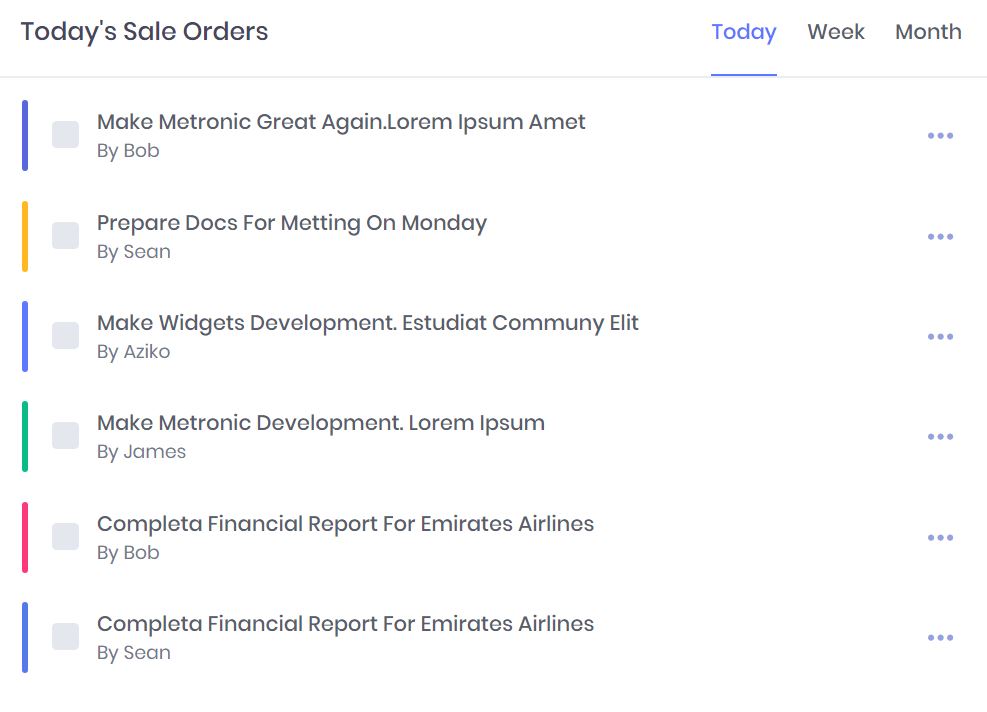 Today's Sale Orders
Today Week Month
Make Metronic Great Again.Lorem Ipsum Amet
By Bob
Prepare Docs For Metting On Monday
By Sean
Make Widgets Development. Estudiat Communy Elit
By Aziko
Make Metronic Development. Lorem Ipsum
By James
Completa Financial Report For Emirates Airlines
By Bob
Completa Financial Report For Emirates Airlines
By Sean